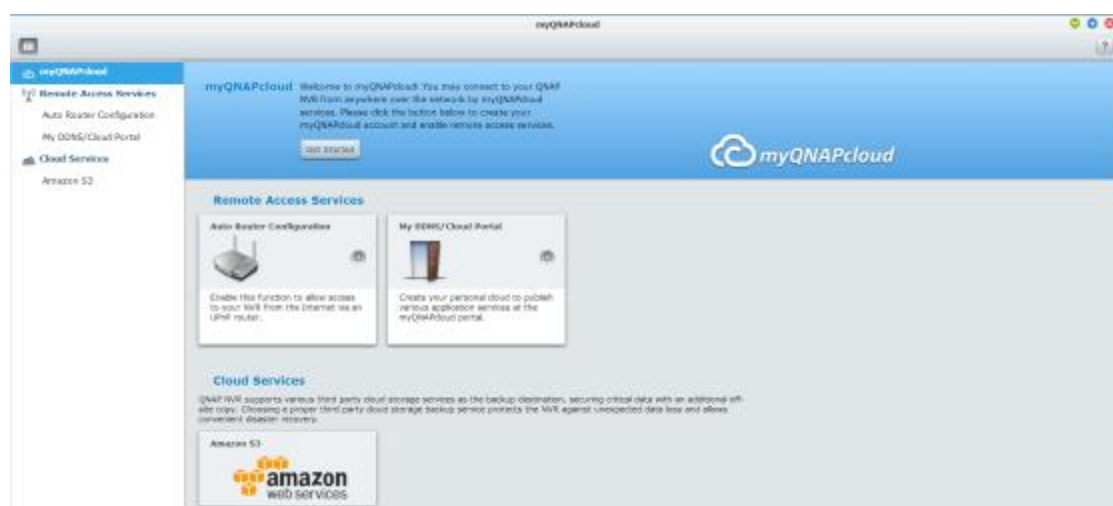 myQNAPcloud
?
myQNAPcloud
Remote Access Services
Auto Router Configuration
My DDNS/Cloud Portal
Cloud Services
Amazon S3
myQNAPcloud
Welcome to myQNAPcloud. You may connect to your QNAP
NVR from anywhere over the network by myQNAPcloud
services. Please click the button below to create your
myQNAPcloud account and enable remote access services.
Get Started
myQNAPcloud
Remote Access Services
Auto Router Configuration
Enable this function to allow access
to your NVR from the Internet via an
UPnP router.
My DDNS/Cloud Portal
Create your personal cloud to publish
various application services at the
myQNAPcloud portal.
Cloud Services
QNAP NVR supports various third party cloud storage services as the backup destination, securing critical data with an additional off-
site copy. Choosing a proper third party cloud storage backup service protects the NVR against unexpected data loss and allows
convenient disaster recovery.
Amazon S3
amazon
web services